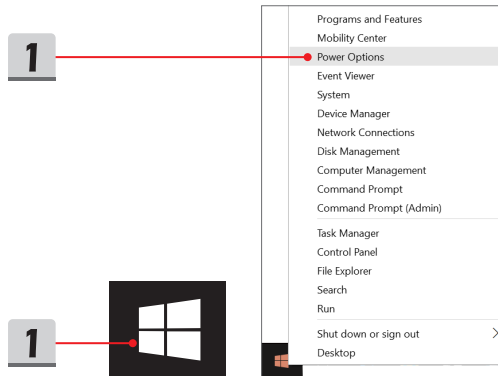 1
Programs and Features
Mobility Center
Power Options
Event Viewer
System
Device Manager
Network Connections
Disk Management
Computer Management
Command Prompt
Command Prompt (Admin)
Task Manager
Control Panel
File Explorer
Search
Run
Shut down or sign out
Desktop
1